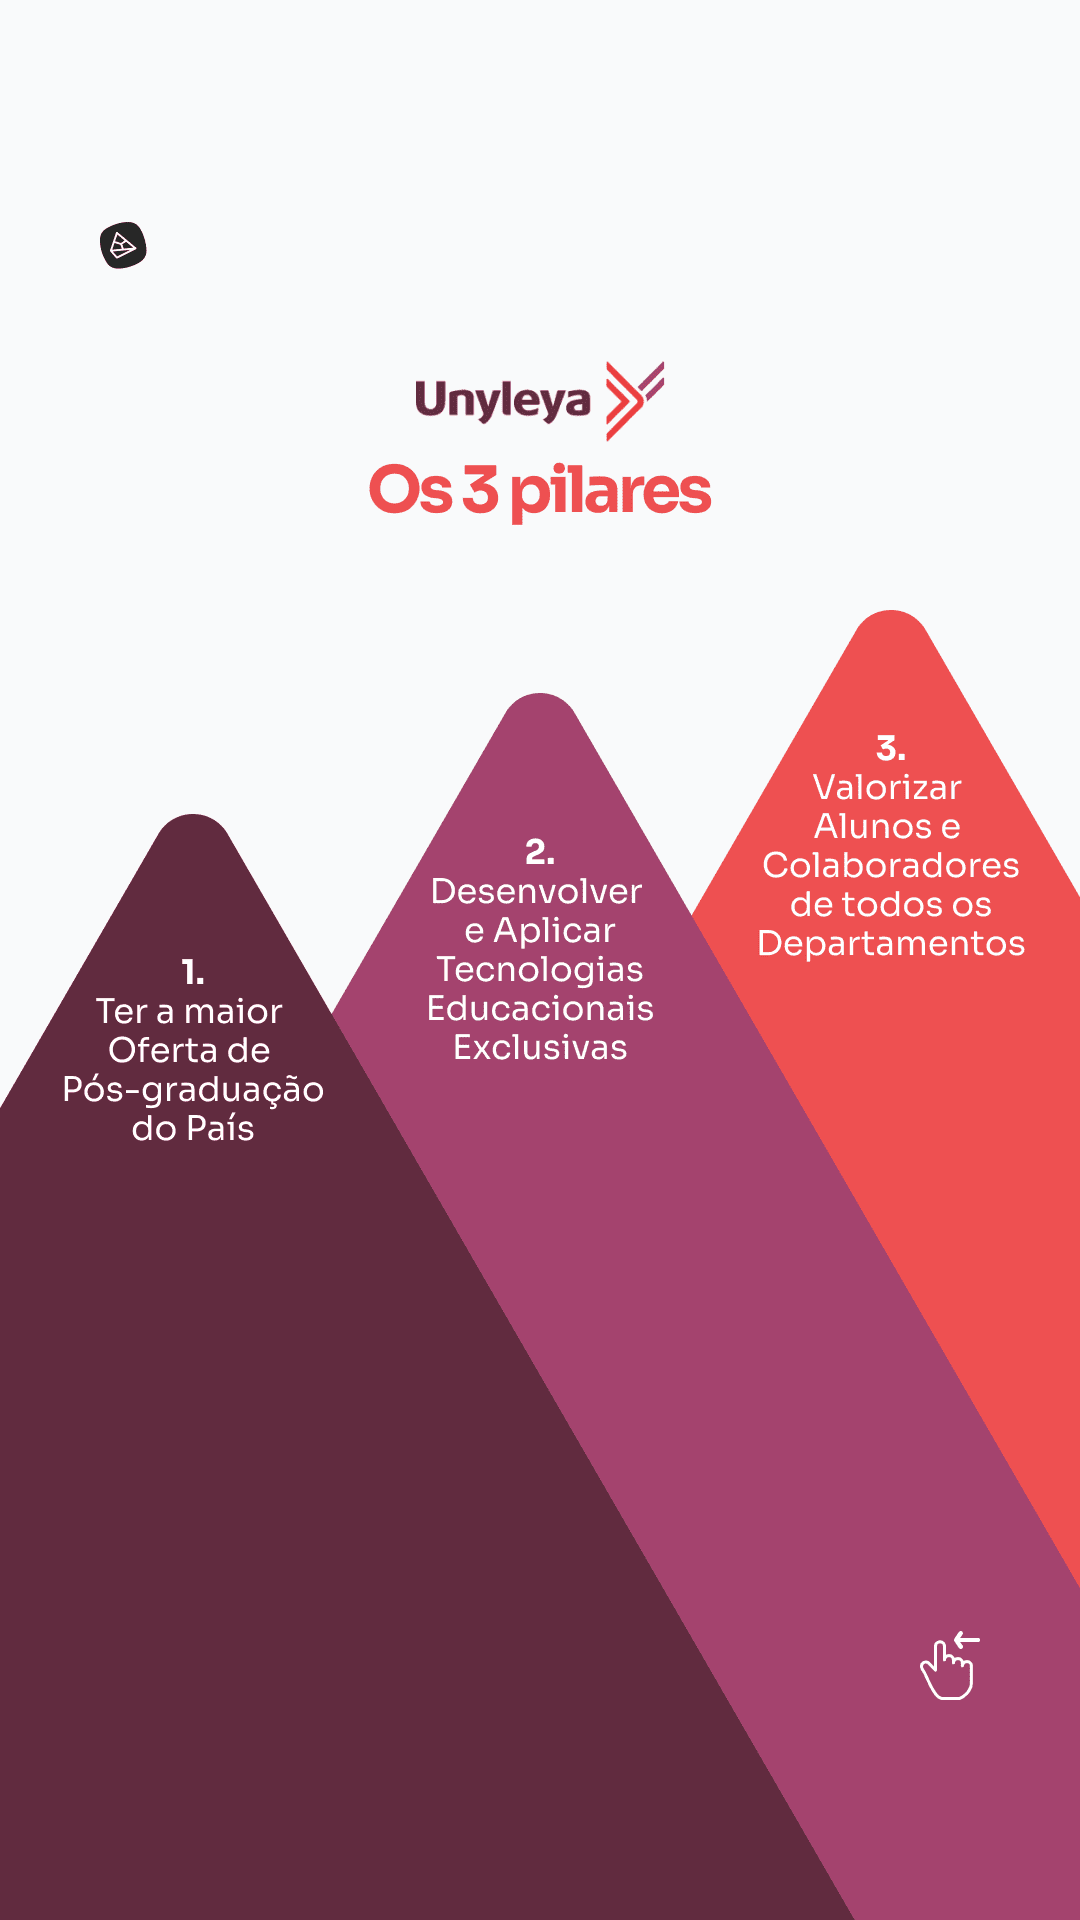 Unyleya
Os 3 pilares
1.
Ter a maior
Oferta de
Pós-graduação
do País
2.
Desenvolver
e Aplicar
Tecnologias
Educacionais
Exclusivas
3.
Valorizar
Alunos e
Colaboradores
de todos os
Departamentos